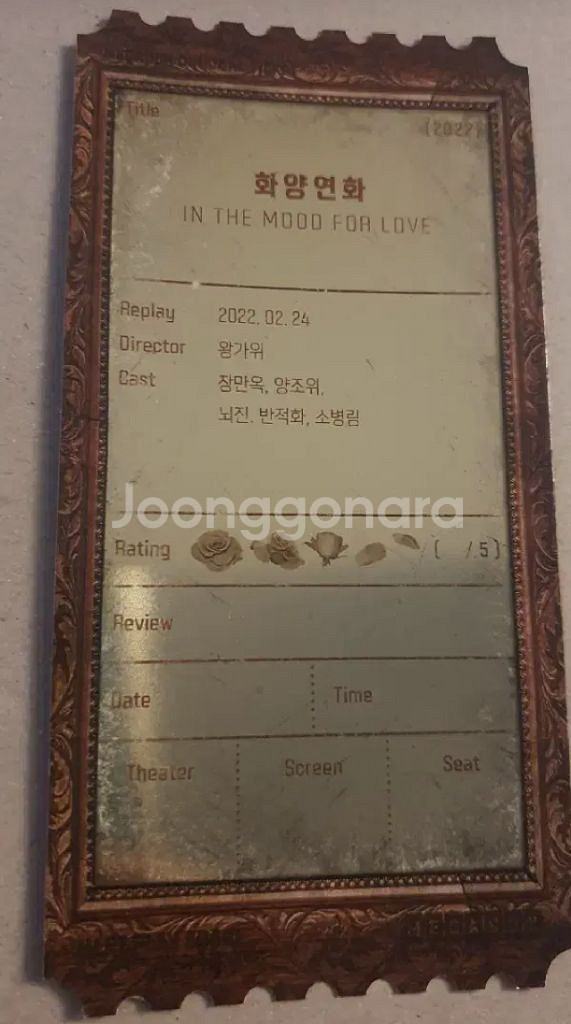 Title
(2022)
화양연화
IN THE MOOD FOR LOVE
Replay 2022. 02. 24
Director 왕가위
Cast 장만옥, 양조위,
뇌진. 반적화, 소병림
Joonggonara
Rating ( /5)
Review
Date Time
Theater Screen Seat